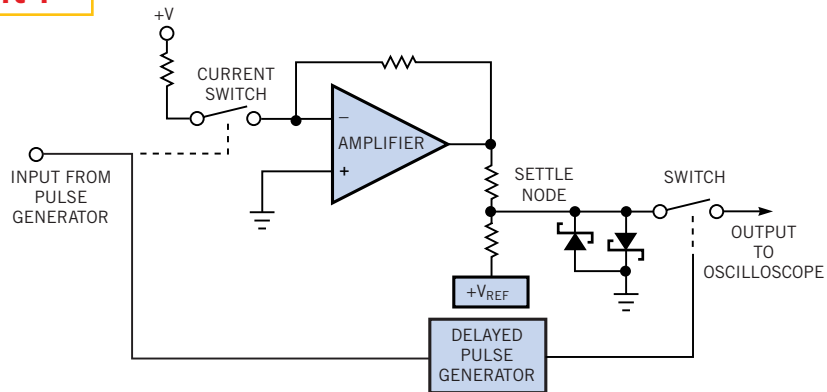 +V
CURRENT
SWITCH
−
AMPLIFIER
+
INPUT FROM
PULSE
GENERATOR
SETTLE
NODE
SWITCH
OUTPUT
TO
OSCILLOSCOPE
+VREF
DELAYED
PULSE
GENERATOR